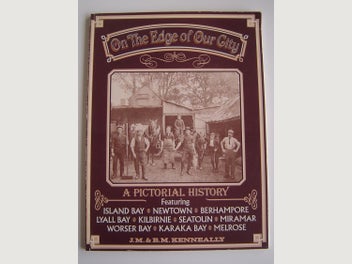 On The Edge of Our City
A PICTORIAL HISTORY
Featuring
ISLAND BAY • NEWTOWN • BERHAMPORE
LYALL BAY • KILBIRNIE • SEATOUN • MIRAMAR
WORSER BAY • KARAKA BAY • MELROSE
J.M. & B.M. KENNEALLY